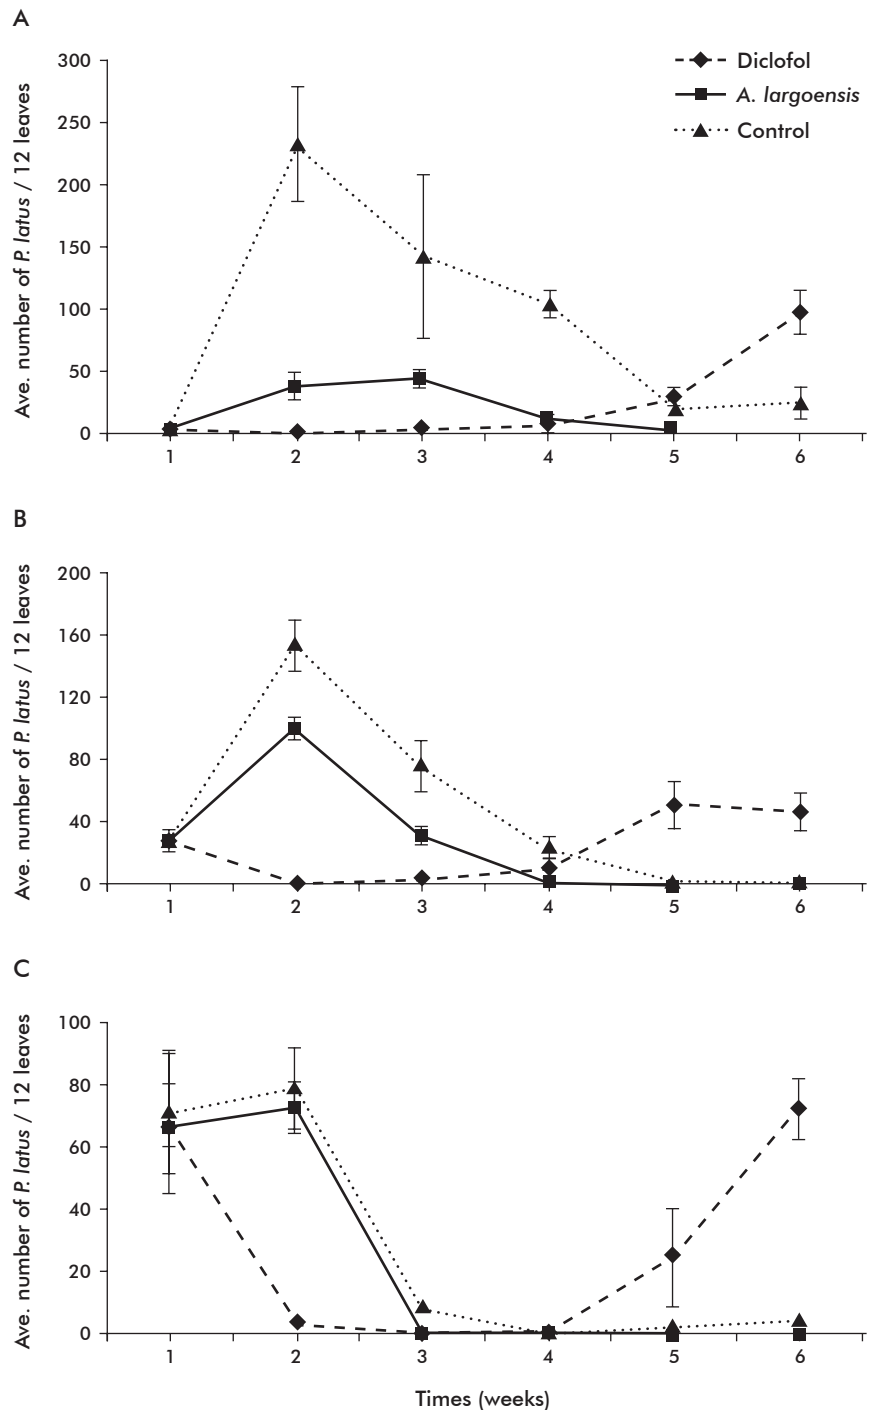 A
Ave. number of P. latus / 12 leaves
300
250
200
150
100
50
0
1 2 3 4 5 6
Diclofol
A. largoensis
Control
B
Ave. number of P. latus / 12 leaves
200
160
120
80
40
0
1 2 3 4 5 6
C
Ave. number of P. latus / 12 leaves
100
80
60
40
20
0
1 2 3 4 5 6
Times (weeks)